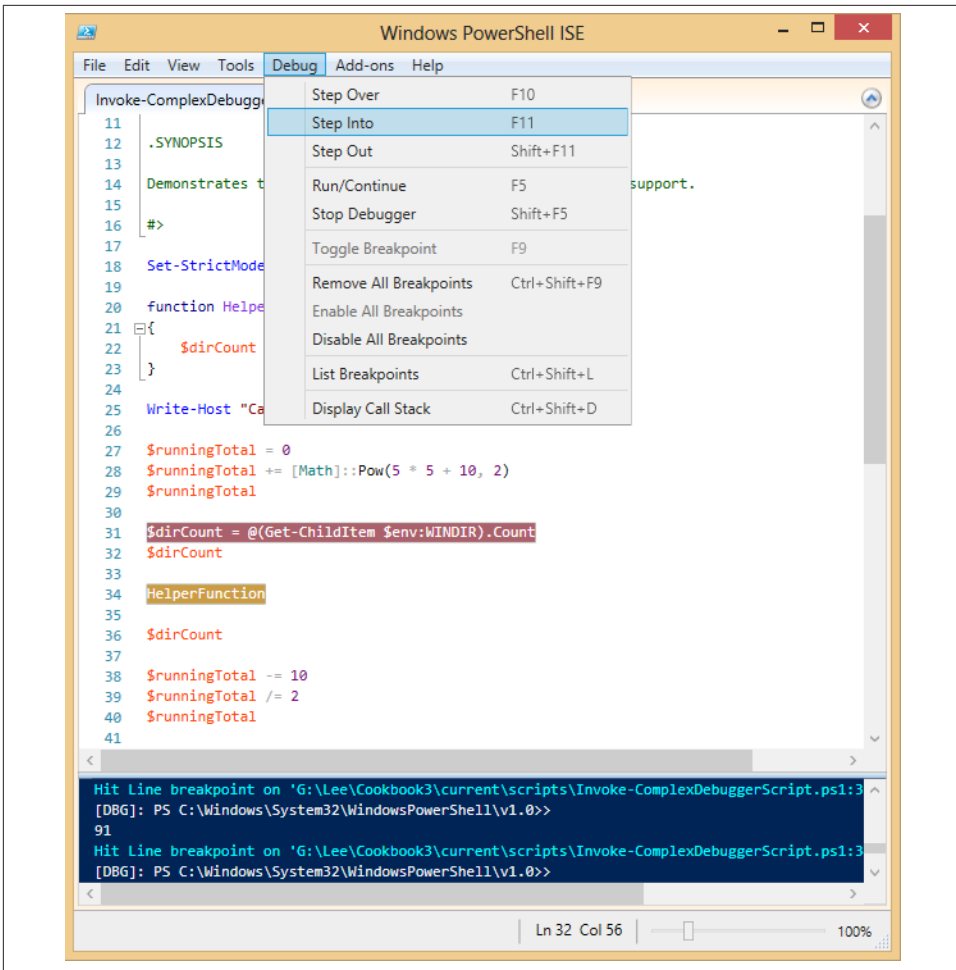 Windows PowerShell ISE
File Edit View Tools Debug Add-ons Help
Invoke-ComplexDebugg
Step Over F10
Step Into F11
Step Out Shift+F11
Run/Continue F5
Stop Debugger Shift+F5
Toggle Breakpoint F9
Remove All Breakpoints Ctrl+Shift+F9
Enable All Breakpoints
Disable All Breakpoints
List Breakpoints Ctrl+Shift+L
Display Call Stack Ctrl+Shift+D
11
12 .SYNOPSIS
13
14 Demonstrates t support.
15
16 #>
17
18 Set-StrictMode
19
20 function Helpe
21 {
22 $dirCount
23 }
24
25 Write-Host "Ca
26
27 $runningTotal = 0
28 $runningTotal += [Math]::Pow(5 * 5 + 10, 2)
29 $runningTotal
30
31 $dirCount = @(Get-ChildItem $env:WINDIR).Count
32 $dirCount
33
34 HelperFunction
35
36 $dirCount
37
38 $runningTotal -= 10
39 $runningTotal /= 2
40 $runningTotal
41
Hit Line breakpoint on 'G:\Lee\Cookbook3\current\scripts\Invoke-ComplexDebuggerScript.ps1:3
[DBG]: PS C:\Windows\System32\WindowsPowerShell\v1.0>>
91
Hit Line breakpoint on 'G:\Lee\Cookbook3\current\scripts\Invoke-ComplexDebuggerScript.ps1:3
[DBG]: PS C:\Windows\System32\WindowsPowerShell\v1.0>>
Ln 32 Col 56 100%